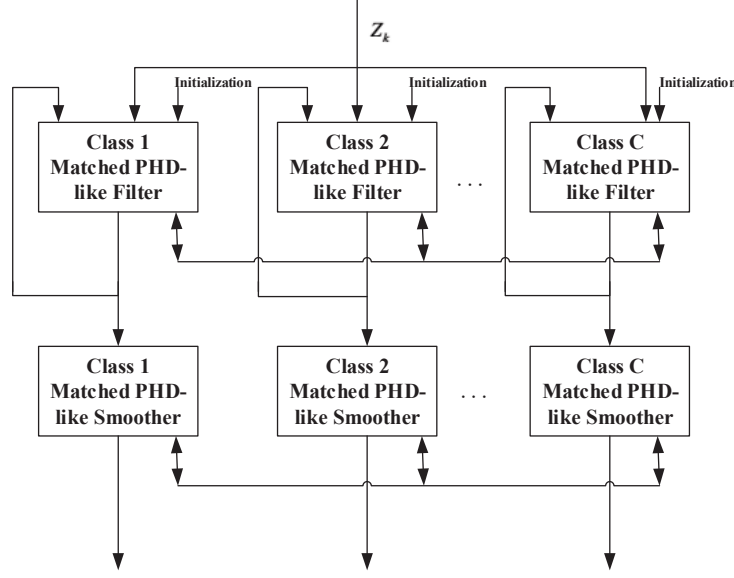 Z_k
Initialization
Initialization
Initialization
Class 1
Matched PHD-
like Filter
Class 2
Matched PHD-
like Filter
. . .
Class C
Matched PHD-
like Filter
Class 1
Matched PHD-
like Smoother
Class 2
Matched PHD-
like Smoother
. . .
Class C
Matched PHD-
like Smoother